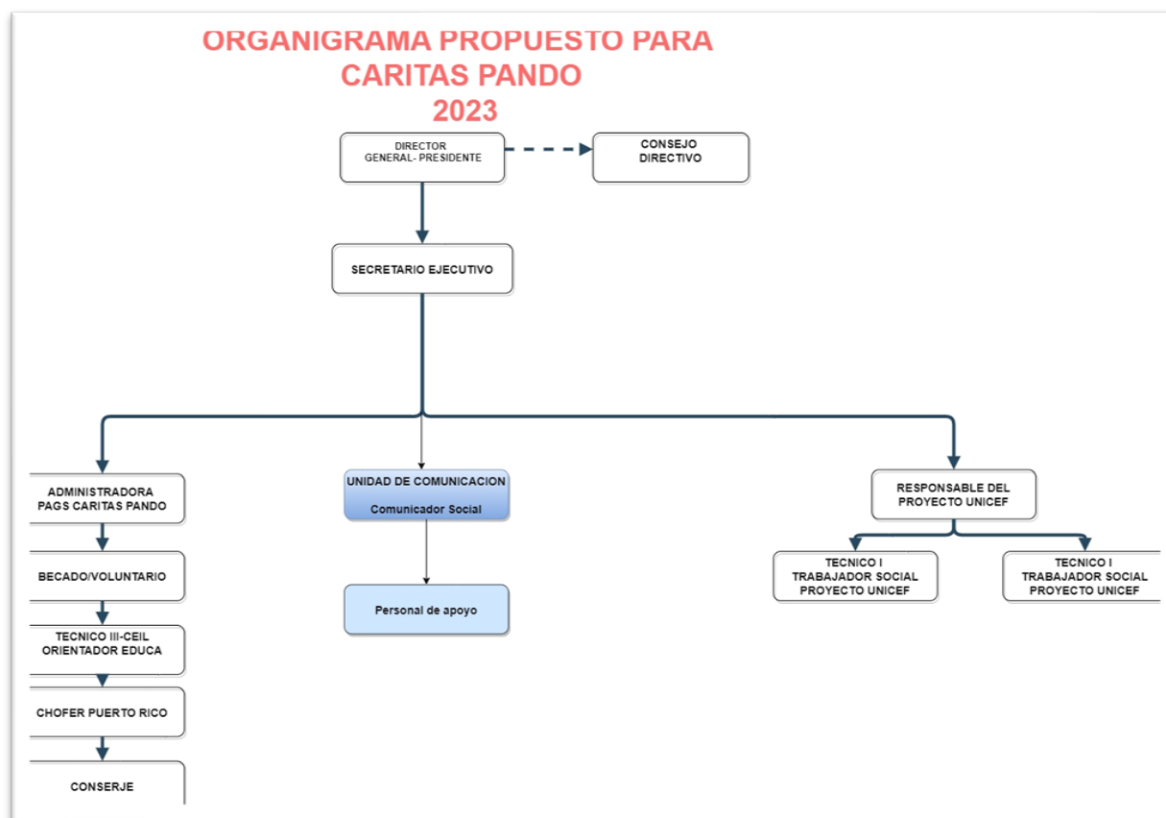 ORGANIGRAMA PROPUESTO PARA
CARITAS PANDO
2023
DIRECTOR
GENERAL- PRESIDENTE
CONSEJO
DIRECTIVO
SECRETARIO EJECUTIVO
ADMINISTRADORA
PAGS CARITAS PANDO
UNIDAD DE COMUNICACION
Comunicador Social
RESPONSABLE DEL
PROYECTO UNICEF
BECADO/VOLUNTARIO
TECNICO I
TRABAJADOR SOCIAL
PROYECTO UNICEF
TECNICO I
TRABAJADOR SOCIAL
PROYECTO UNICEF
Personal de apoyo
TECNICO III-CEIL
ORIENTADOR EDUCA
CHOFER PUERTO RICO
CONSERJE